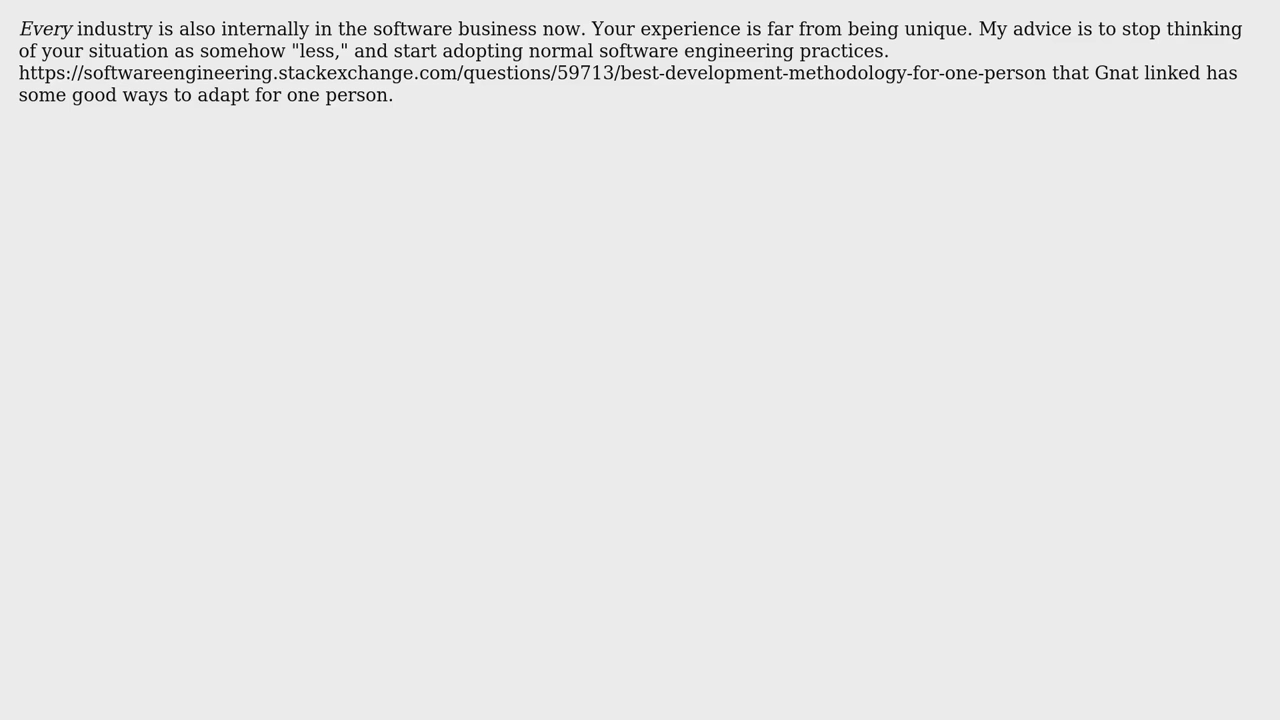 Every industry is also internally in the software business now. Your experience is far from being unique. My advice is to stop thinking
of your situation as somehow "less," and start adopting normal software engineering practices.
https://softwareengineering.stackexchange.com/questions/59713/best-development-methodology-for-one-person that Gnat linked has
some good ways to adapt for one person.